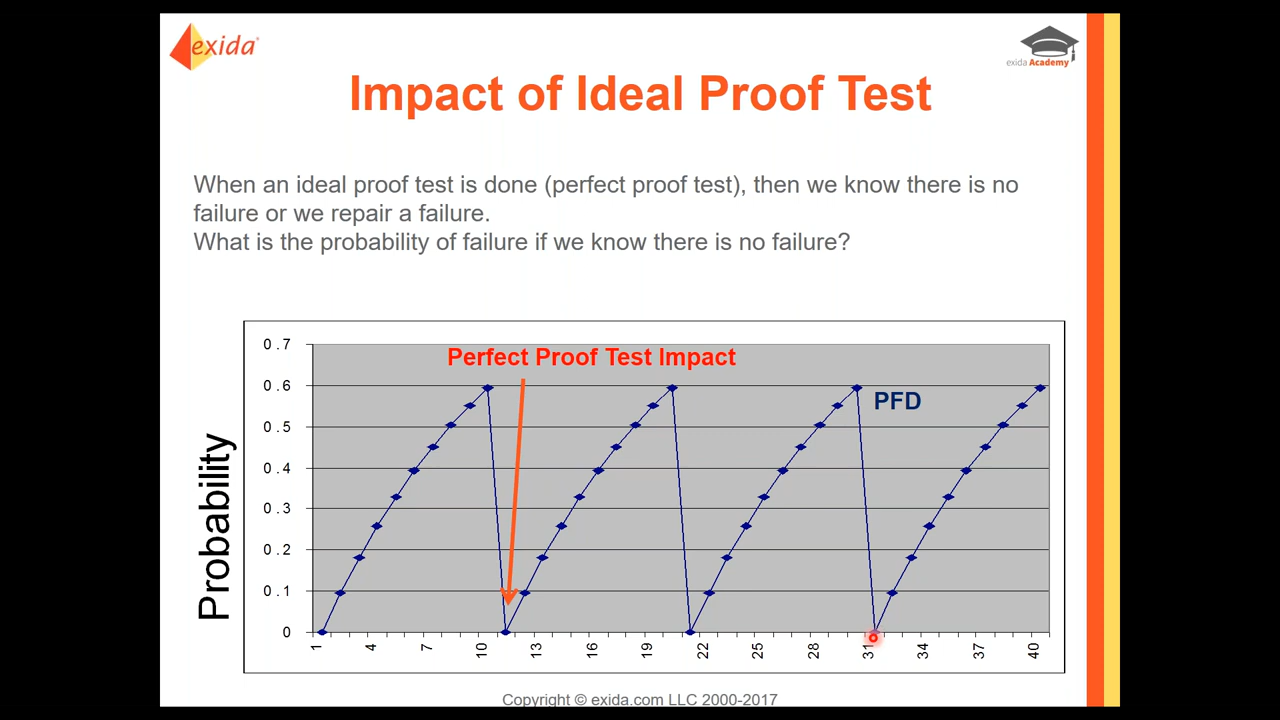 exida
exida Academy
Impact of Ideal Proof Test
When an ideal proof test is done (perfect proof test), then we know there is no
failure or we repair a failure.
What is the probability of failure if we know there is no failure?
Perfect Proof Test Impact
PFD
Probability
0.7
0.6
0.5
0.4
0.3
0.2
0.1
0
1 4 7 10 13 16 19 22 25 28 31 34 37 40
Copyright © exida.com LLC 2000-2017